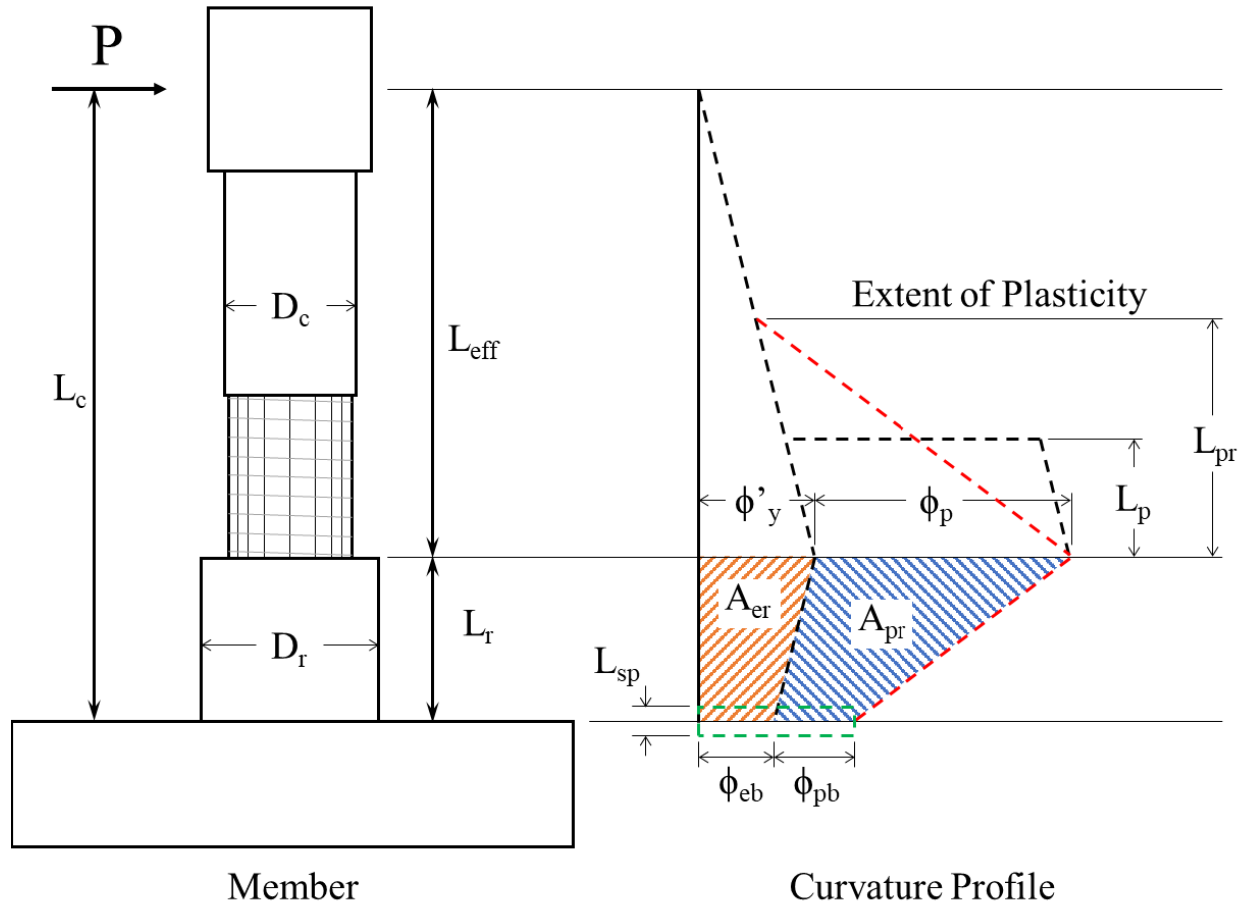 P
D_c
L_eff
Extent of Plasticity
L_c
L_pr
ϕ'_y
ϕ_p
L_p
A_er
A_pr
L_r
D_r
L_sp
ϕ_eb
ϕ_pb
Member
Curvature Profile